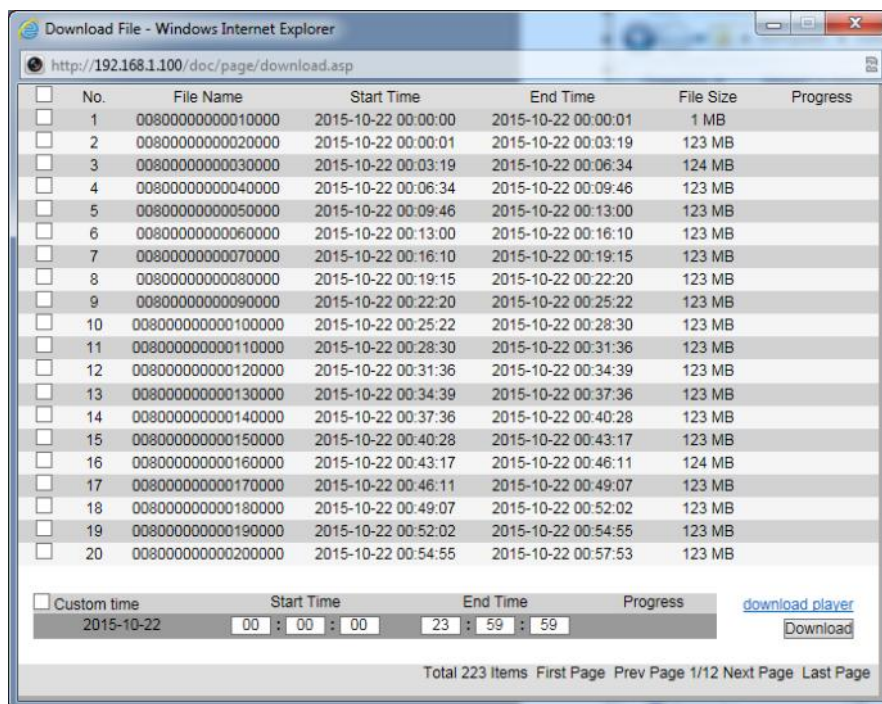 Download File - Windows Internet Explorer
http://192.168.1.100/doc/page/download.asp
No. File Name Start Time End Time File Size Progress
1 00800000000010000 2015-10-22 00:00:00 2015-10-22 00:00:01 1 MB
2 00800000000020000 2015-10-22 00:00:01 2015-10-22 00:03:19 123 MB
3 00800000000030000 2015-10-22 00:03:19 2015-10-22 00:06:34 124 MB
4 00800000000040000 2015-10-22 00:06:34 2015-10-22 00:09:46 123 MB
5 00800000000050000 2015-10-22 00:09:46 2015-10-22 00:13:00 123 MB
6 00800000000060000 2015-10-22 00:13:00 2015-10-22 00:16:10 123 MB
7 00800000000070000 2015-10-22 00:16:10 2015-10-22 00:19:15 123 MB
8 00800000000080000 2015-10-22 00:19:15 2015-10-22 00:22:20 123 MB
9 00800000000090000 2015-10-22 00:22:20 2015-10-22 00:25:22 123 MB
10 008000000000100000 2015-10-22 00:25:22 2015-10-22 00:28:30 123 MB
11 008000000000110000 2015-10-22 00:28:30 2015-10-22 00:31:36 123 MB
12 008000000000120000 2015-10-22 00:31:36 2015-10-22 00:34:39 123 MB
13 008000000000130000 2015-10-22 00:34:39 2015-10-22 00:37:36 123 MB
14 008000000000140000 2015-10-22 00:37:36 2015-10-22 00:40:28 123 MB
15 008000000000150000 2015-10-22 00:40:28 2015-10-22 00:43:17 123 MB
16 008000000000160000 2015-10-22 00:43:17 2015-10-22 00:46:11 124 MB
17 008000000000170000 2015-10-22 00:46:11 2015-10-22 00:49:07 123 MB
18 008000000000180000 2015-10-22 00:49:07 2015-10-22 00:52:02 123 MB
19 008000000000190000 2015-10-22 00:52:02 2015-10-22 00:54:55 123 MB
20 008000000000200000 2015-10-22 00:54:55 2015-10-22 00:57:53 123 MB
Custom time Start Time End Time Progress download player
2015-10-22 00 : 00 : 00 23 : 59 : 59 Download
Total 223 Items First Page Prev Page 1/12 Next Page Last Page